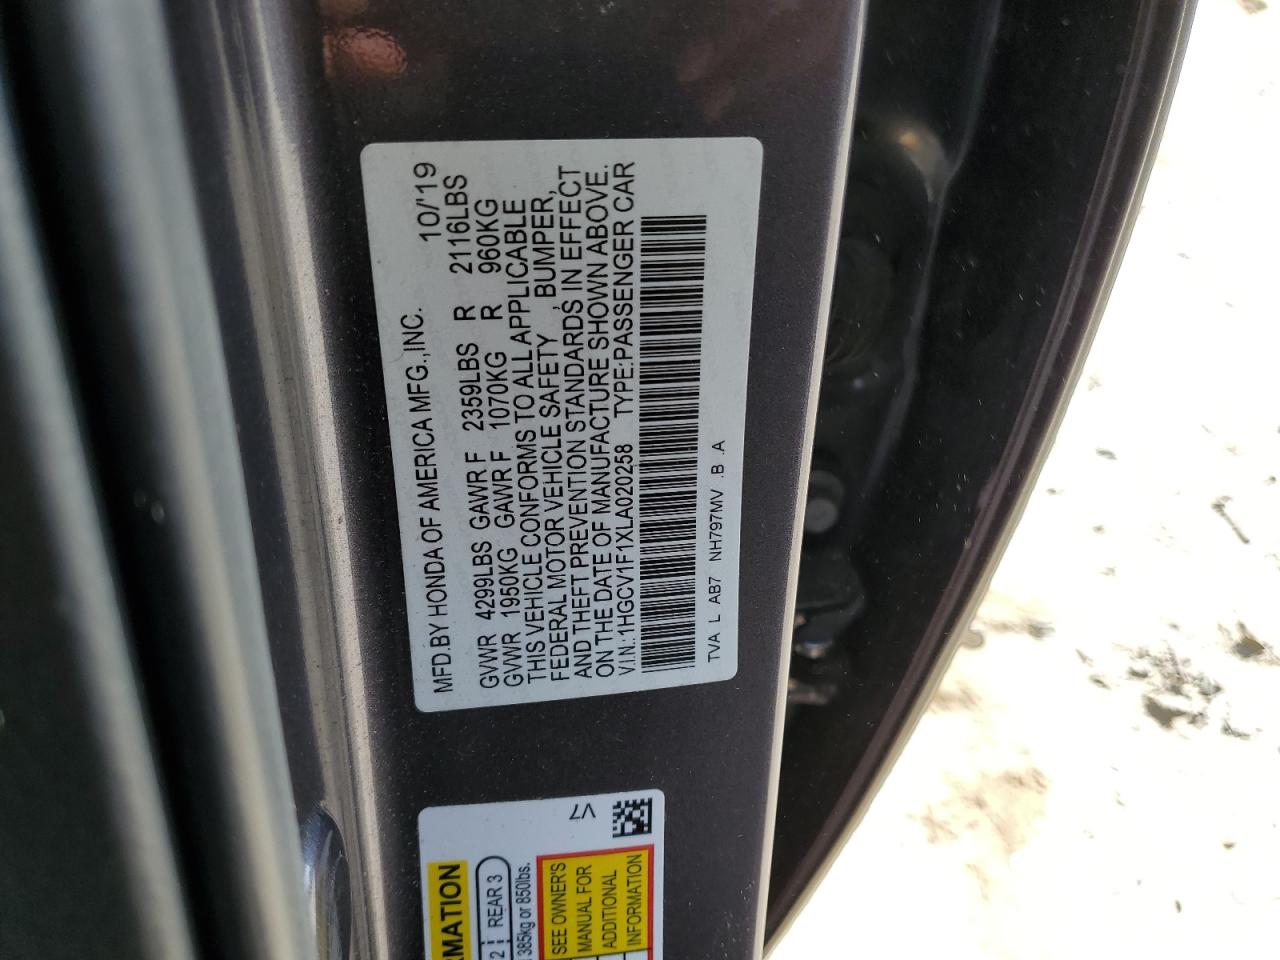 MFD.BY HONDA OF AMERICA MFG.,INC. 10/'19
GVWR 4299LBS GAWR F 2359LBS R 2116LBS
GVWR 1950KG GAWR F 1070KG R 960KG
THIS VEHICLE CONFORMS TO ALL APPLICABLE
FEDERAL MOTOR VEHICLE SAFETY, BUMPER,
AND THEFT PREVENTION STANDARDS IN EFFECT
ON THE DATE OF MANUFACTURE SHOWN ABOVE.
V.I.N.:1HGCV1F1XLA020258 TYPE:PASSENGER CAR
TVA L AB7 NH797MV .B .A
V7
RMATION
2 REAR 3
385kg or 850lbs.
SEE OWNER'S
MANUAL FOR
ADDITIONAL
INFORMATION